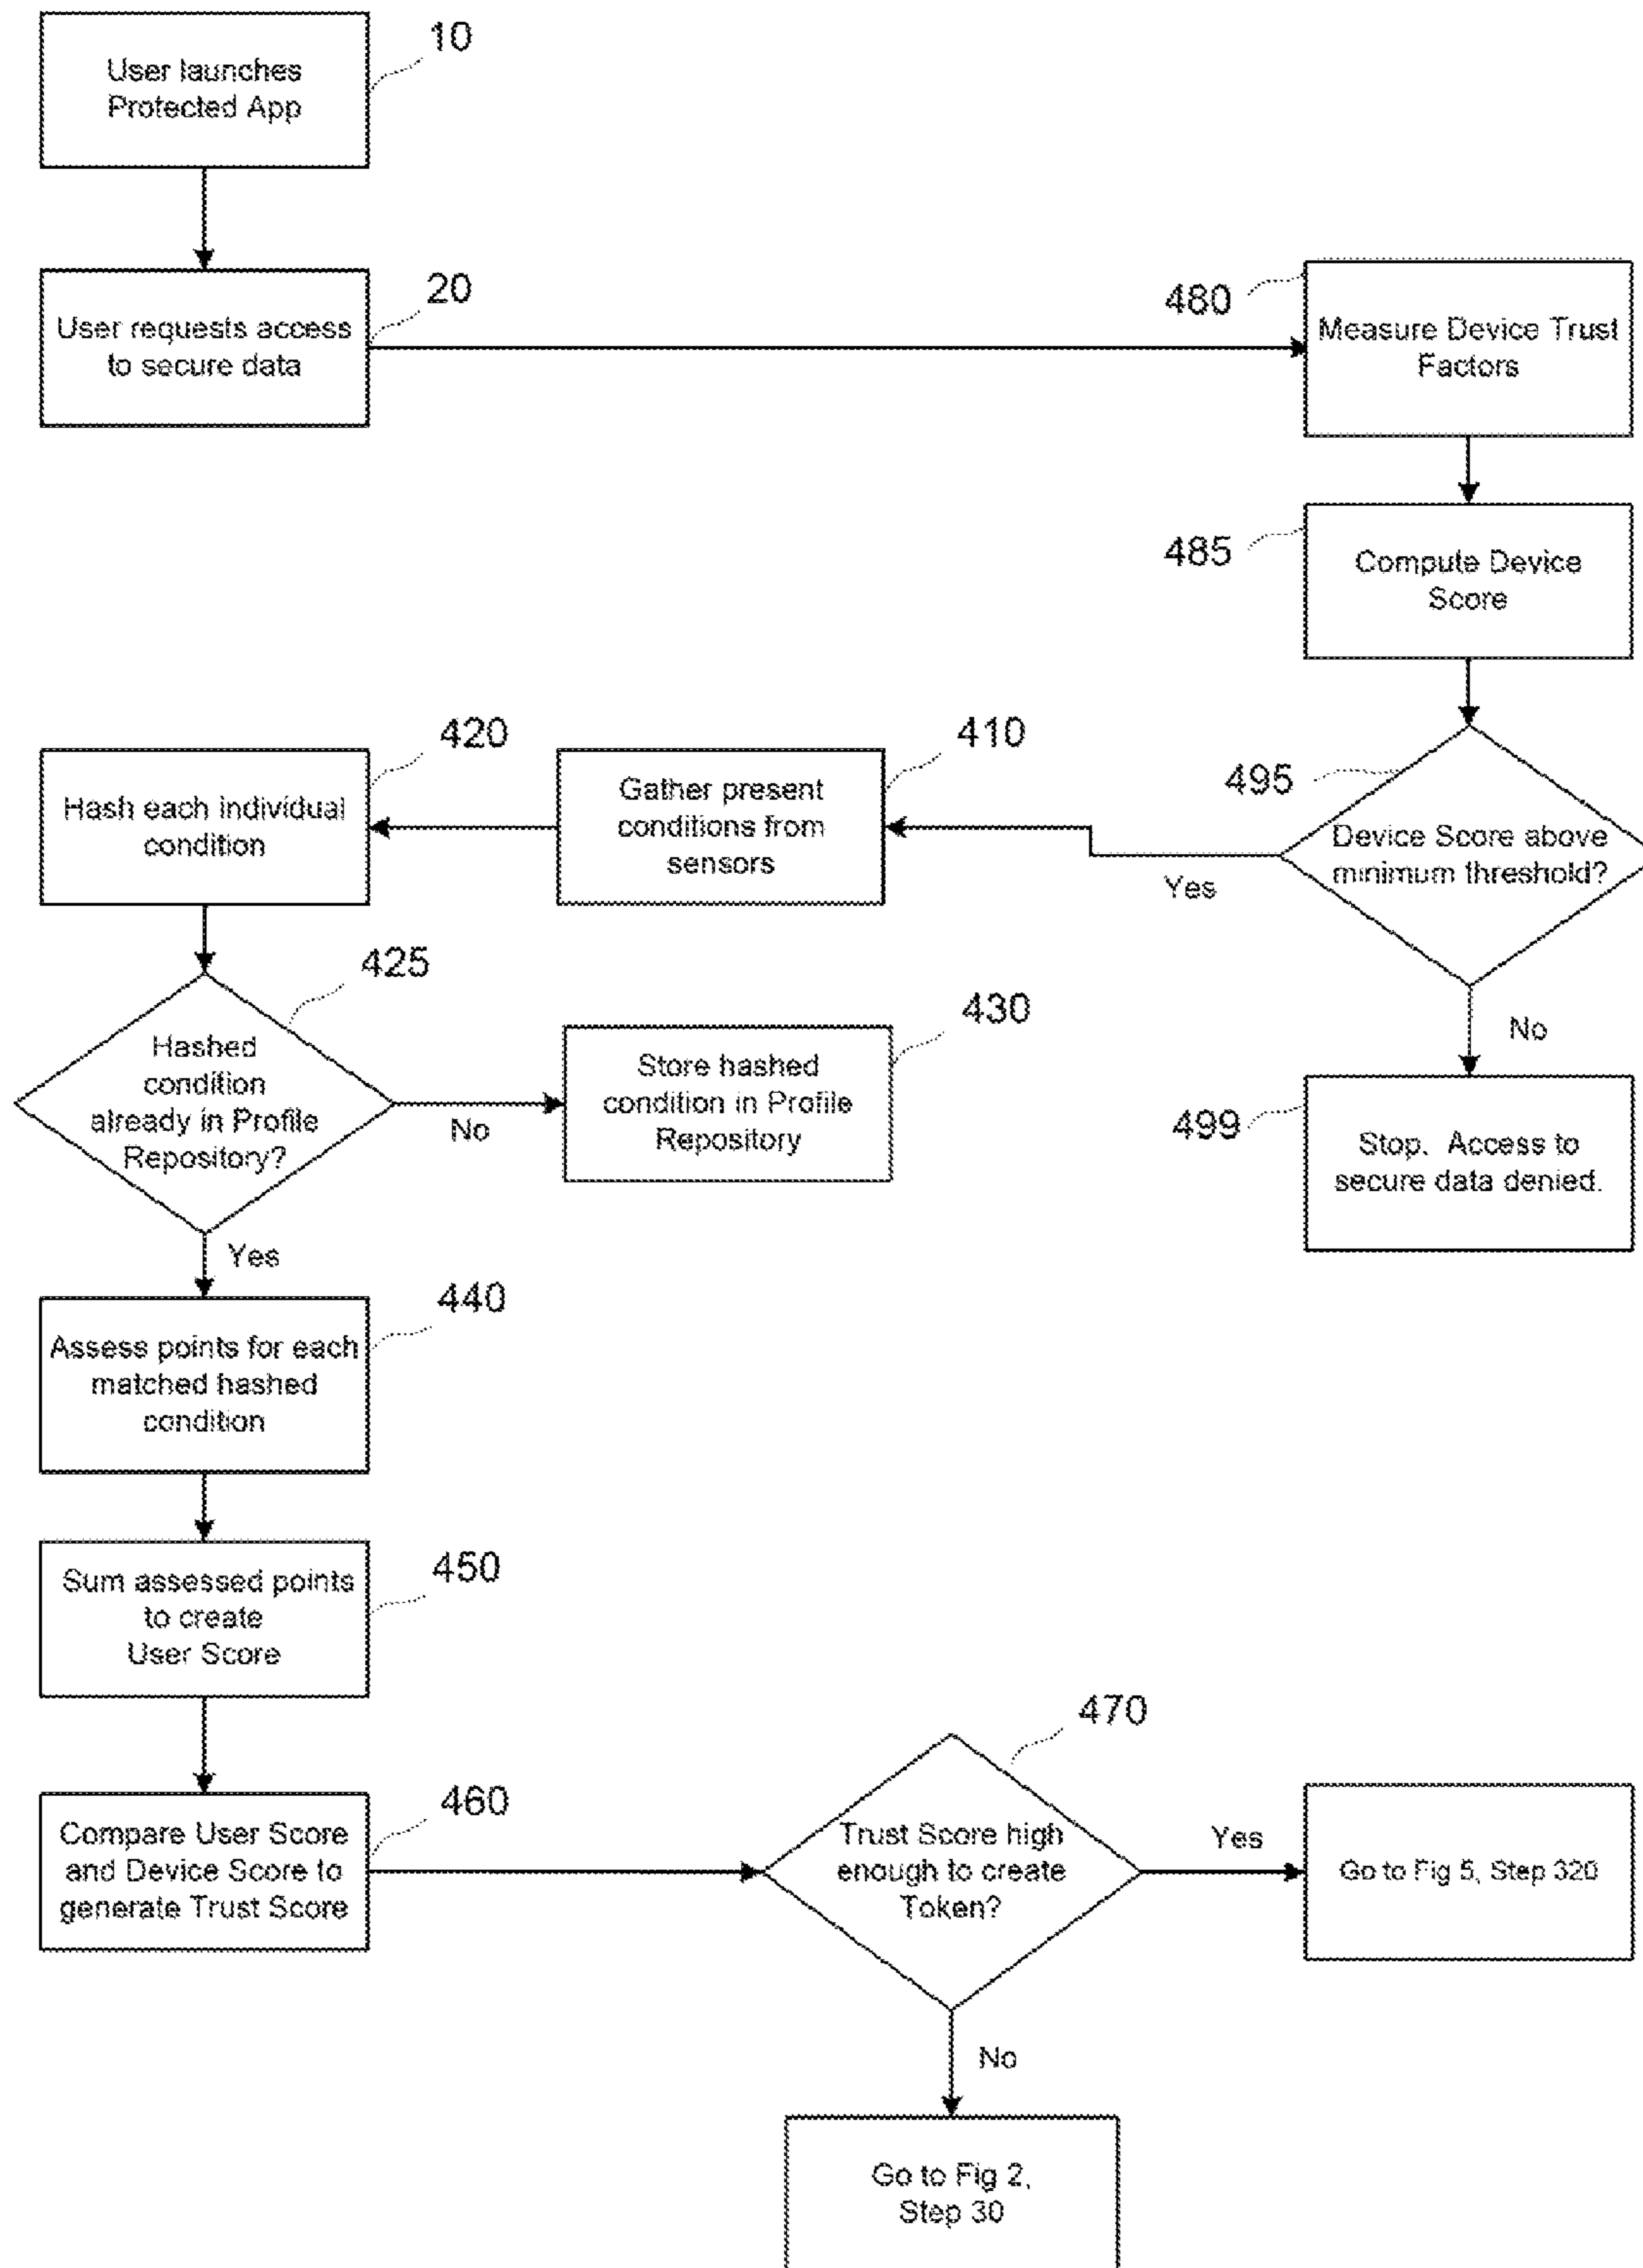 10
User launches
Protected App
20
User requests access
to secure data
480
Measure Device Trust
Factors
485
Compute Device
Score
495
Device Score above
minimum threshold?
Yes
No
499
Stop. Access to
secure data denied.
410
Gather present
conditions from
sensors
420
Hash each individual
condition
425
Hashed
condition
already in Profile
Repository?
No
430
Store hashed
condition in Profile
Repository
Yes
440
Assess points for each
matched hashed
condition
450
Sum assessed points
to create
User Score
460
Compare User Score
and Device Score to
generate Trust Score
470
Trust Score high
enough to create
Token?
Yes
Go to Fig 5, Step 320
No
Go to Fig 2,
Step 30